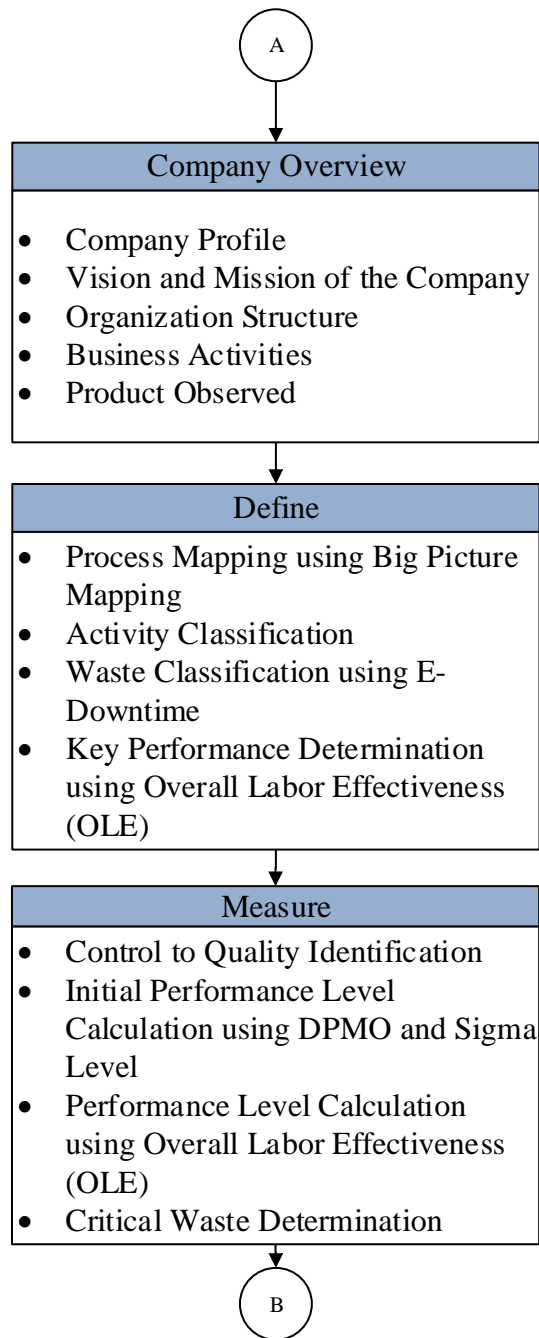 A
Company Overview
• Company Profile
• Vision and Mission of the Company
• Organization Structure
• Business Activities
• Product Observed
Define
• Process Mapping using Big Picture
Mapping
• Activity Classification
• Waste Classification using E-
Downtime
• Key Performance Determination
using Overall Labor Effectiveness
(OLE)
Measure
• Control to Quality Identification
• Initial Performance Level
Calculation using DPMO and Sigma
Level
• Performance Level Calculation
using Overall Labor Effectiveness
(OLE)
• Critical Waste Determination
B